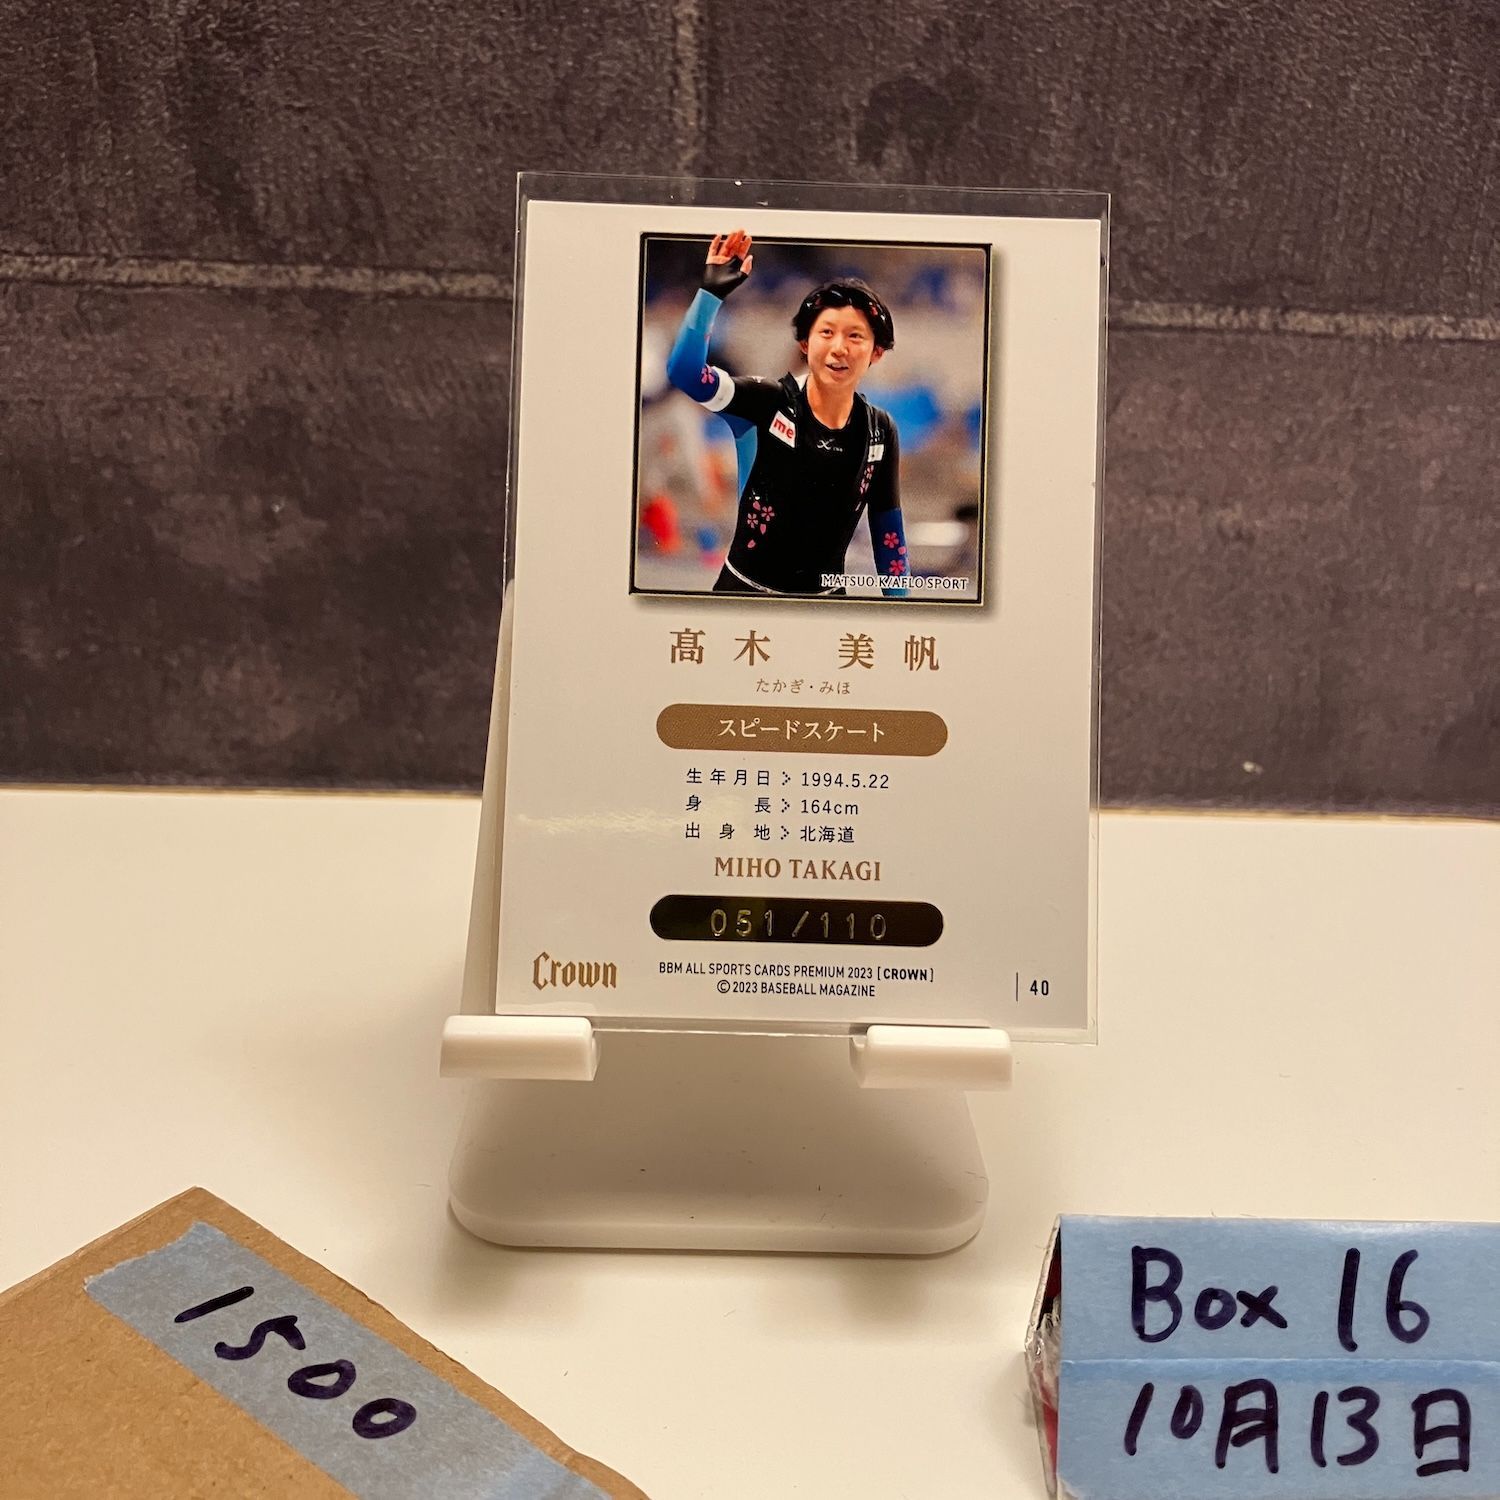 me
MATSUO.K/AFLO SPORT
髙木 美帆
たかぎ・みほ
スピードスケート
生年月日 1994.5.22
身長 164cm
出身地 北海道
MIHO TAKAGI
051/110
Crown
BBM ALL SPORTS CARDS PREMIUM 2023 [CROWN]
© 2023 BASEBALL MAGAZINE
40
1500
Box 16
10月13日